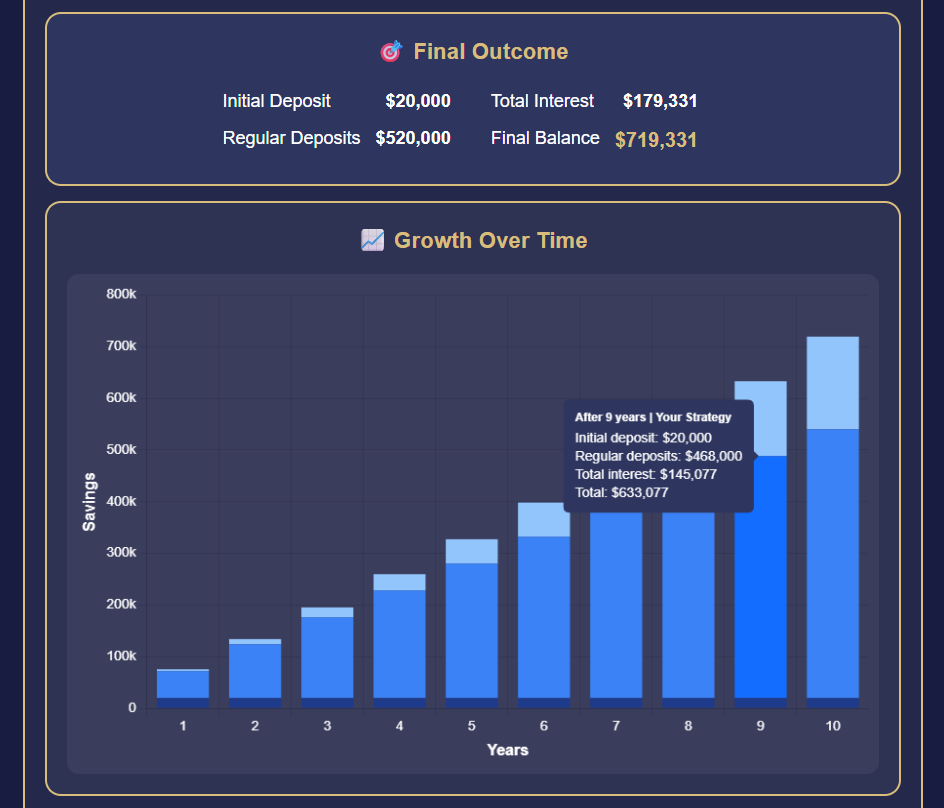 Final Outcome
Initial Deposit $20,000 Total Interest $179,331
Regular Deposits $520,000 Final Balance $719,331
Growth Over Time
800k
700k
600k
500k
400k
300k
200k
100k
0
Savings
After 9 years | Your Strategy
Initial deposit: $20,000
Regular deposits: $468,000
Total interest: $145,077
Total: $633,077
1 2 3 4 5 6 7 8 9 10
Years